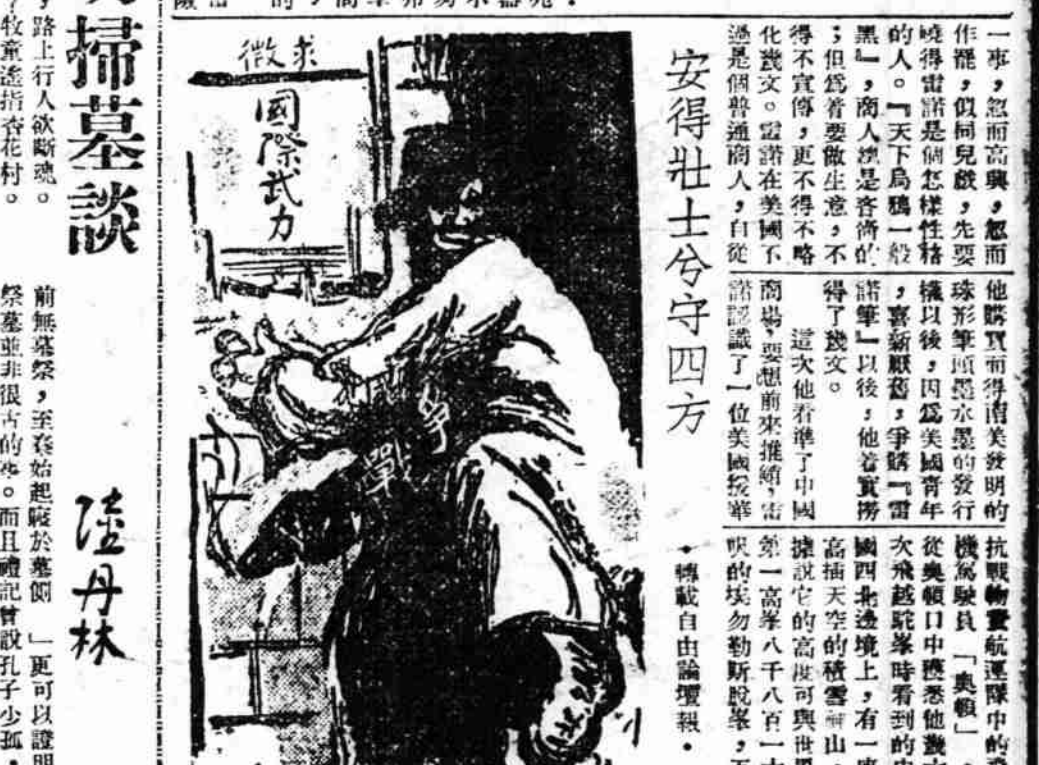 一事，忽而高興，忽而
作罷，似同兒戲，先要
曉得雷諾是個怎樣性格
的人。『天下烏鴉一般
黑』，商人總是吝嗇的
；但爲着要做生意，不
得不宣傳，更不得不略
化幾文。雷諾在美國不
過是個普通商人，自從
他購買而得南美發明的
珠形筆頭墨水墨的發行
權以後，因爲美國青年
，喜新厭舊，爭購『雷
諾筆』以後，他着實撈
得了幾文。
這次他看準了中國
商場，要想前來推銷，雷
諾認識了一位美國援華
抗戰物資航運隊中的
機駕駛員「奧頓」，
從奧頓口中獲悉他幾
次飛越駝峯時看到的
國西北邊境上，有一座
高插天空的積雪神山，
據說它的高度可與世界
第一高峯八千八百一十
呎的埃勿勒斯脫峯，
安得壯士兮守四方
•轉載自由論壇報•
求徵
國際武力
戰爭
掃墓談
陸丹林
，路上行人欲斷魂。
牧童遙指杏花村。
前無墓祭，至秦始起寢於墓側
祭墓並非很古的事。而且禮記曾說孔子少孤，
」更可以證明